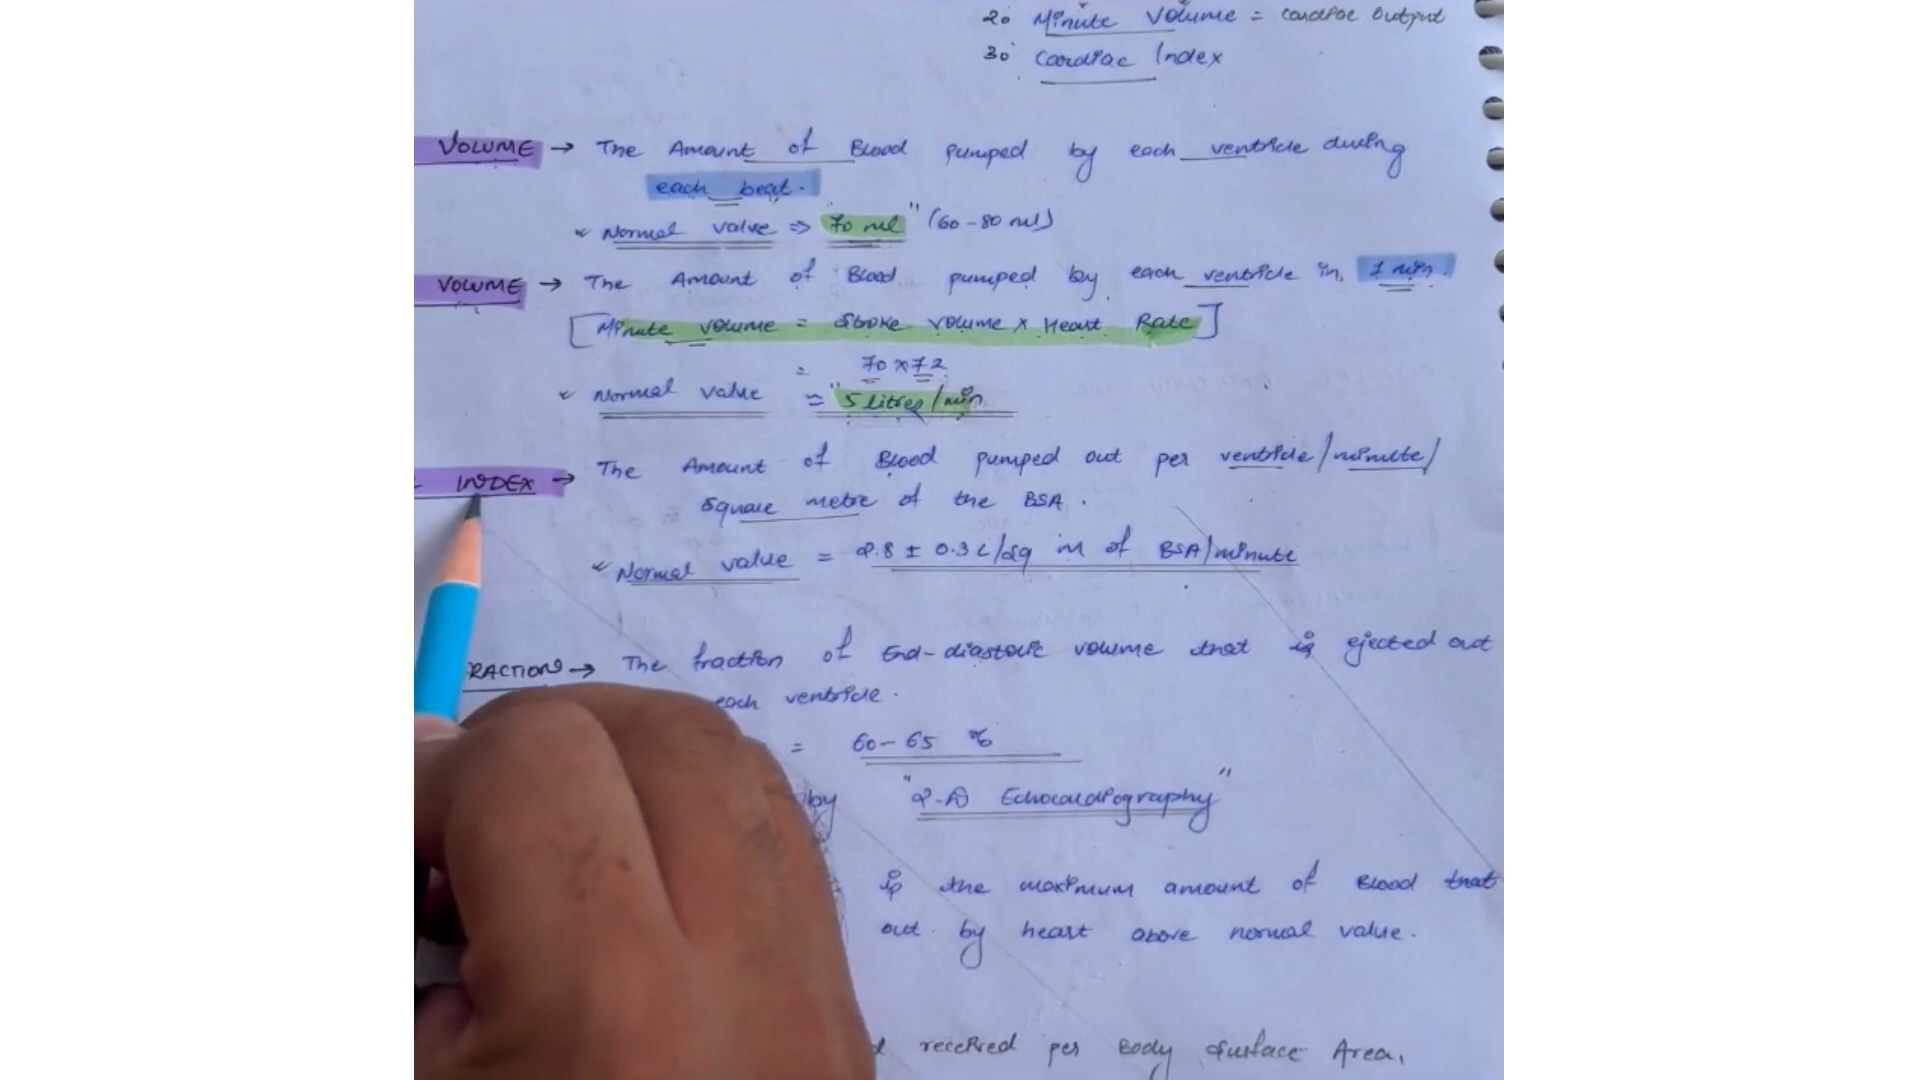 2. Minute Volume = cardiac output
3. Cardiac Index
VOLUME → The Amount of Blood pumped by each ventricle during
each beat.
Normal value ⇒ "70 ml" (60-80 ml)
VOLUME → The Amount of Blood pumped by each ventricle in 1 min.
[Minute volume = Stroke volume x Heart Rate]
= 70 x 72
Normal value ≈ "5 litres/min
INDEX → The Amount of Blood pumped out per ventricle/minute/
square metre of the BSA.
Normal value = 2.8 ± 0.3 L/sq m of BSA/minute
RACTION → The fraction of End-diastolic volume that is ejected out
each ventricle.
= 60-65 %
by "2-D Echocardiography"
is the maximum amount of Blood that
out by heart above normal value.
received per Body Surface Area.